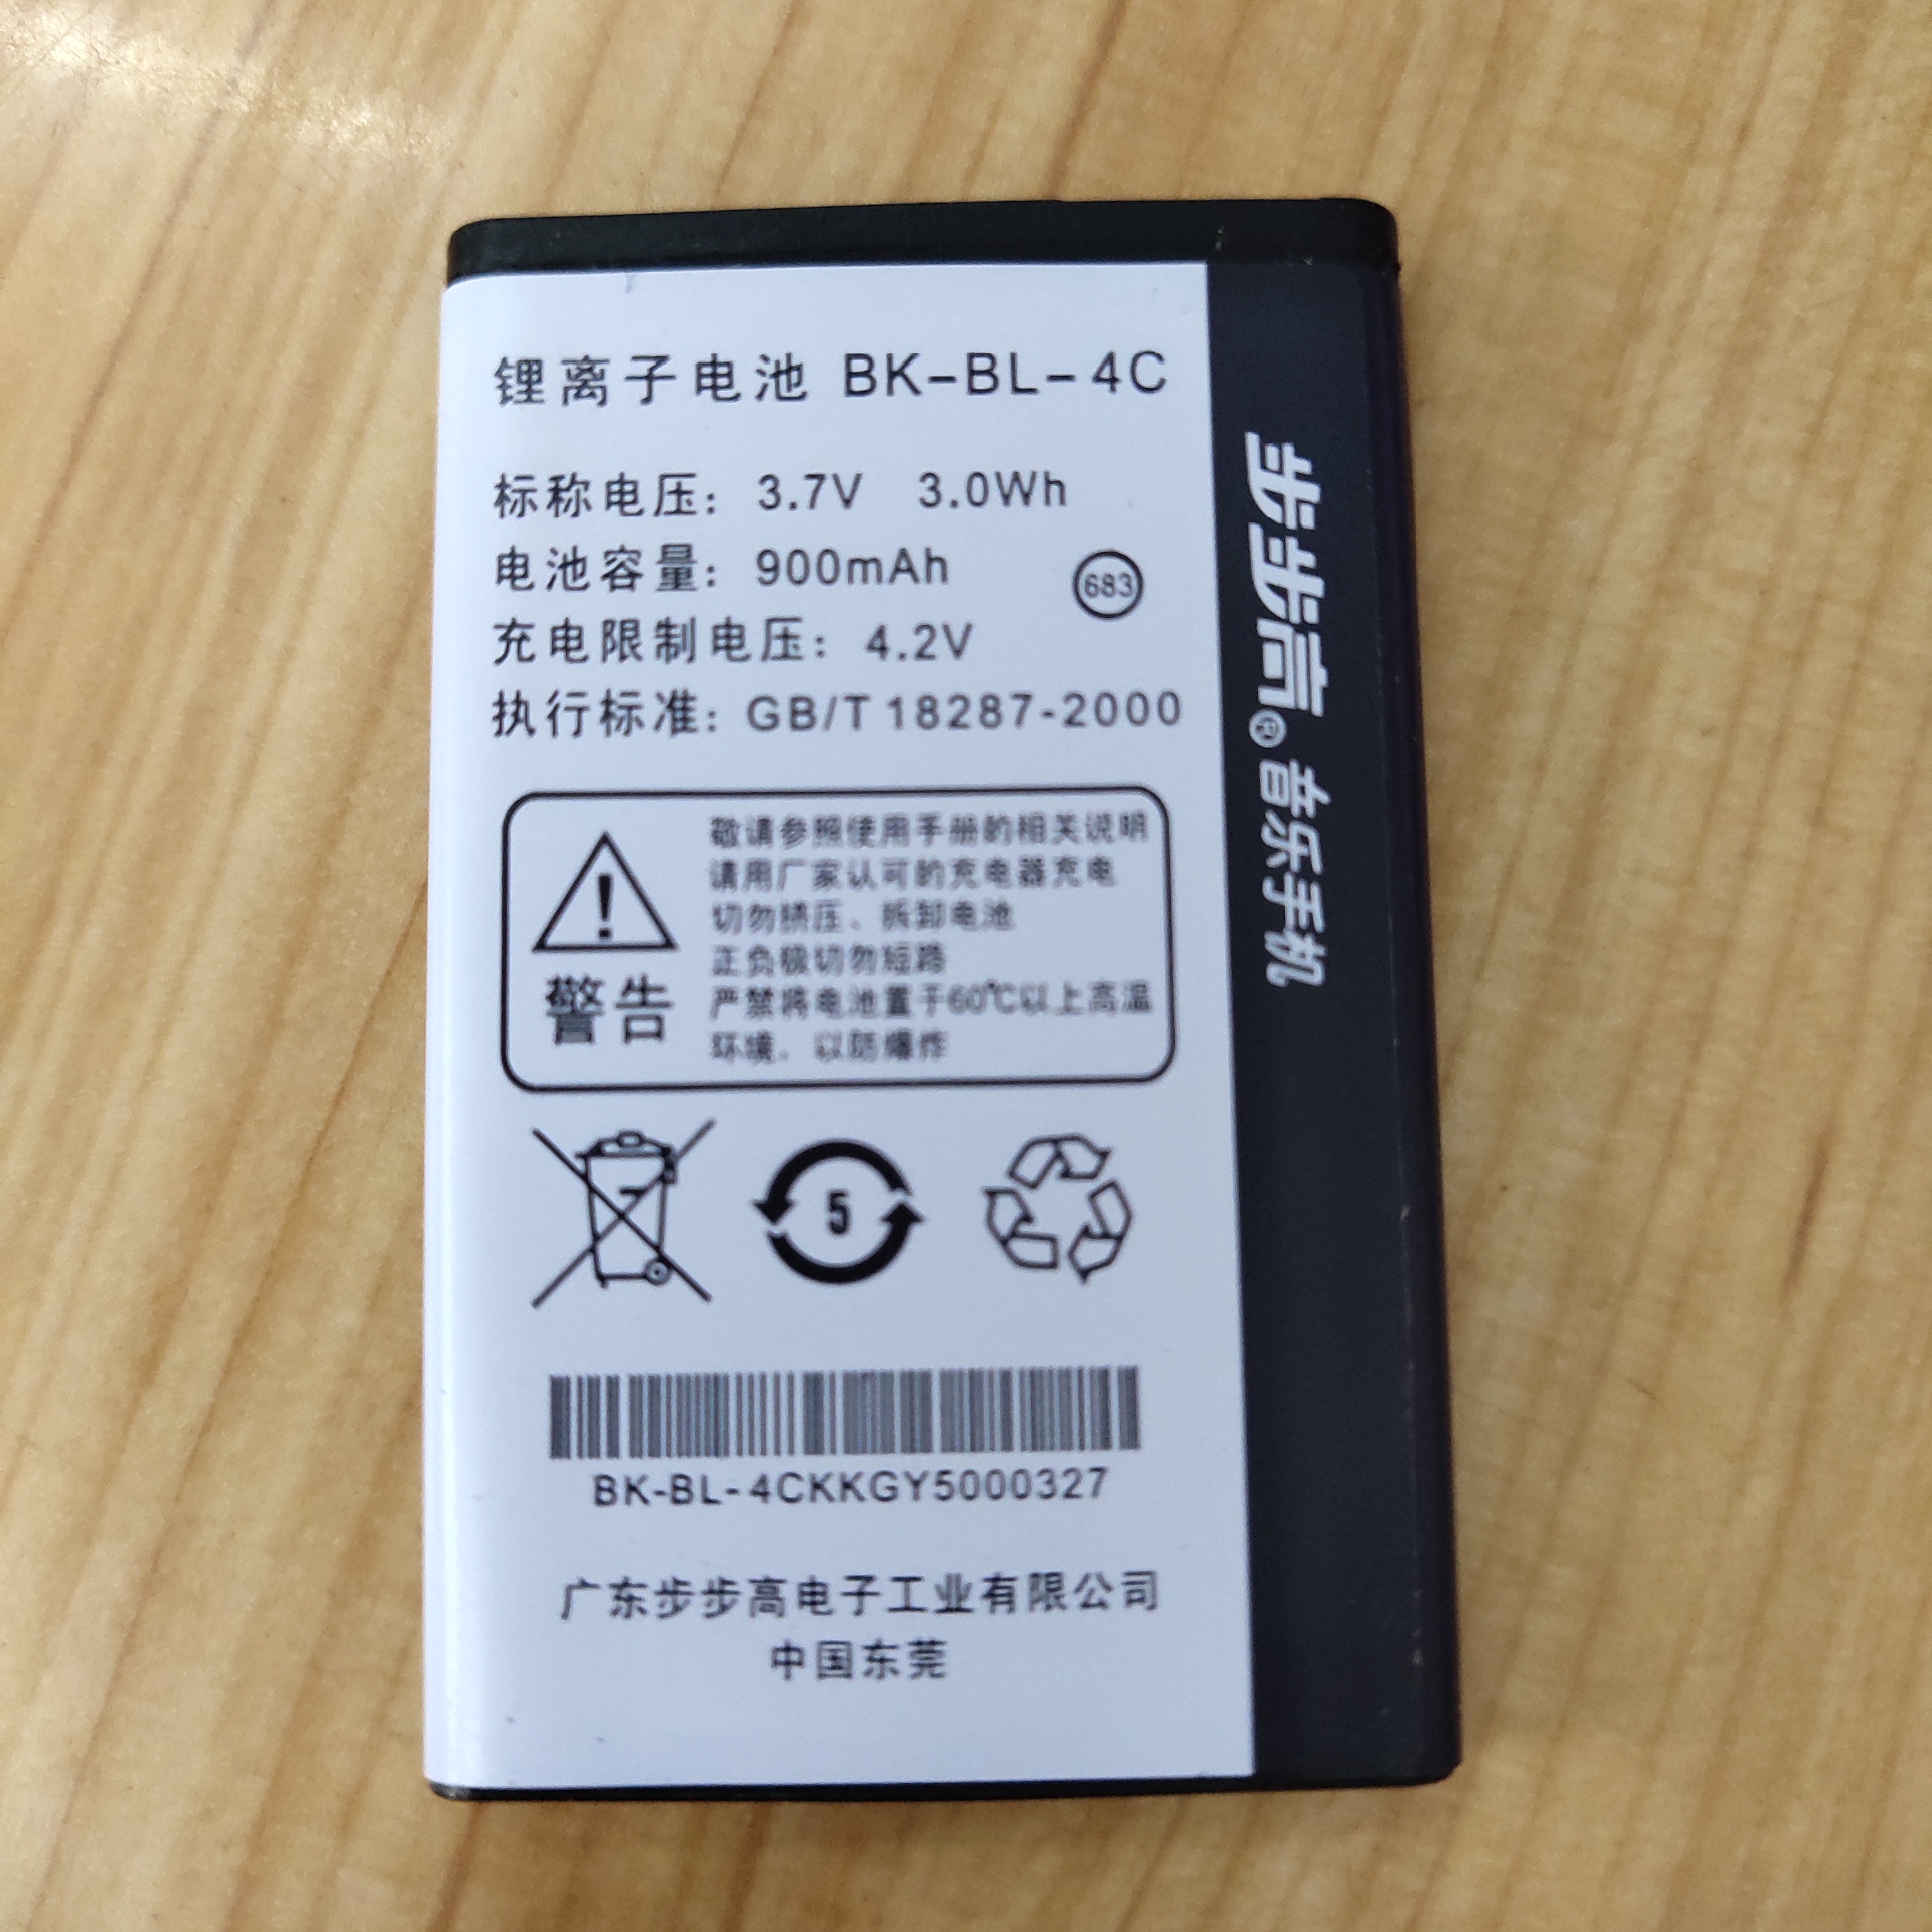 锂离子电池 BK-BL-4C
标称电压: 3.7V 3.0Wh
电池容量: 900mAh
683
充电限制电压: 4.2V
执行标准: GB/T 18287-2000
敬请参照使用手册的相关说明
请用厂家认可的充电器充电
切勿挤压、拆卸电池
正负极切勿短路
严禁将电池置于60℃以上高温
环境，以防爆炸
警告
5
BK-BL-4CKKGY5000327
广东步步高电子工业有限公司
中国东莞
步步高®音乐手机